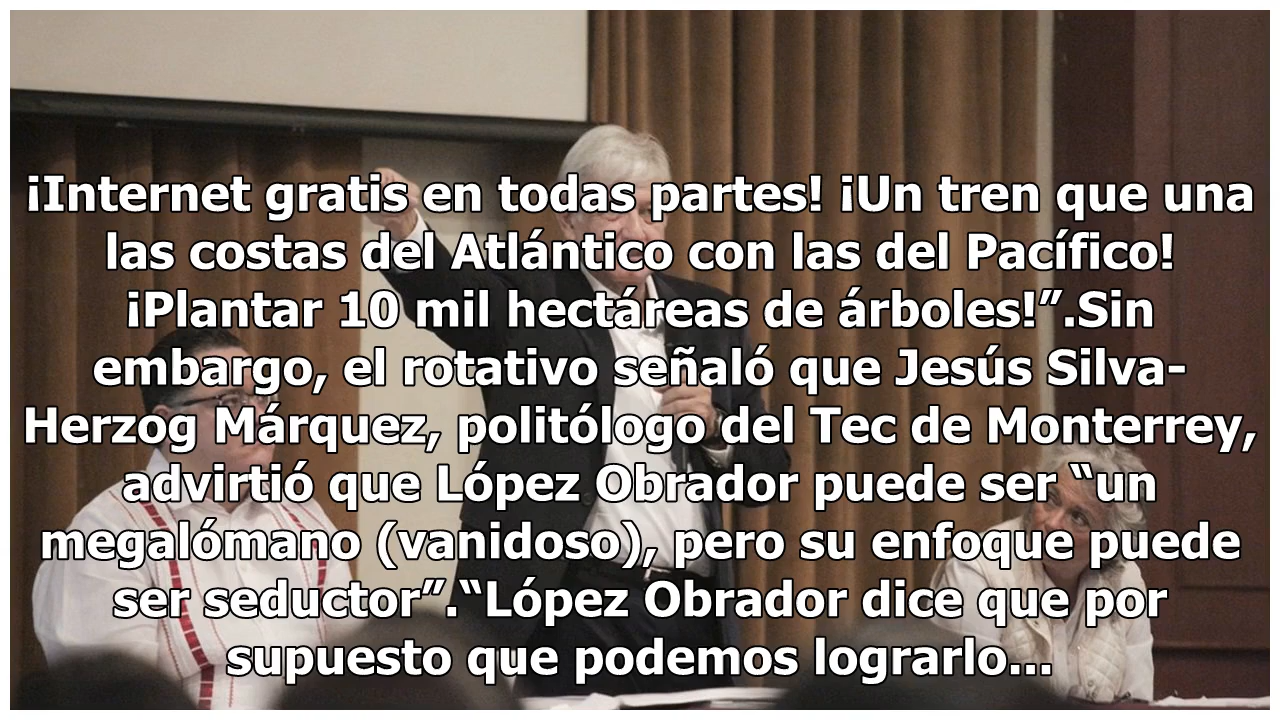 ¡Internet gratis en todas partes! ¡Un tren que una
las costas del Atlántico con las del Pacífico!
¡Plantar 10 mil hectáreas de árboles!”.Sin
embargo, el rotativo señaló que Jesús Silva-
Herzog Márquez, politólogo del Tec de Monterrey,
advirtió que López Obrador puede ser “un
megalómano (vanidoso), pero su enfoque puede
ser seductor”.“López Obrador dice que por
supuesto que podemos lograrlo...